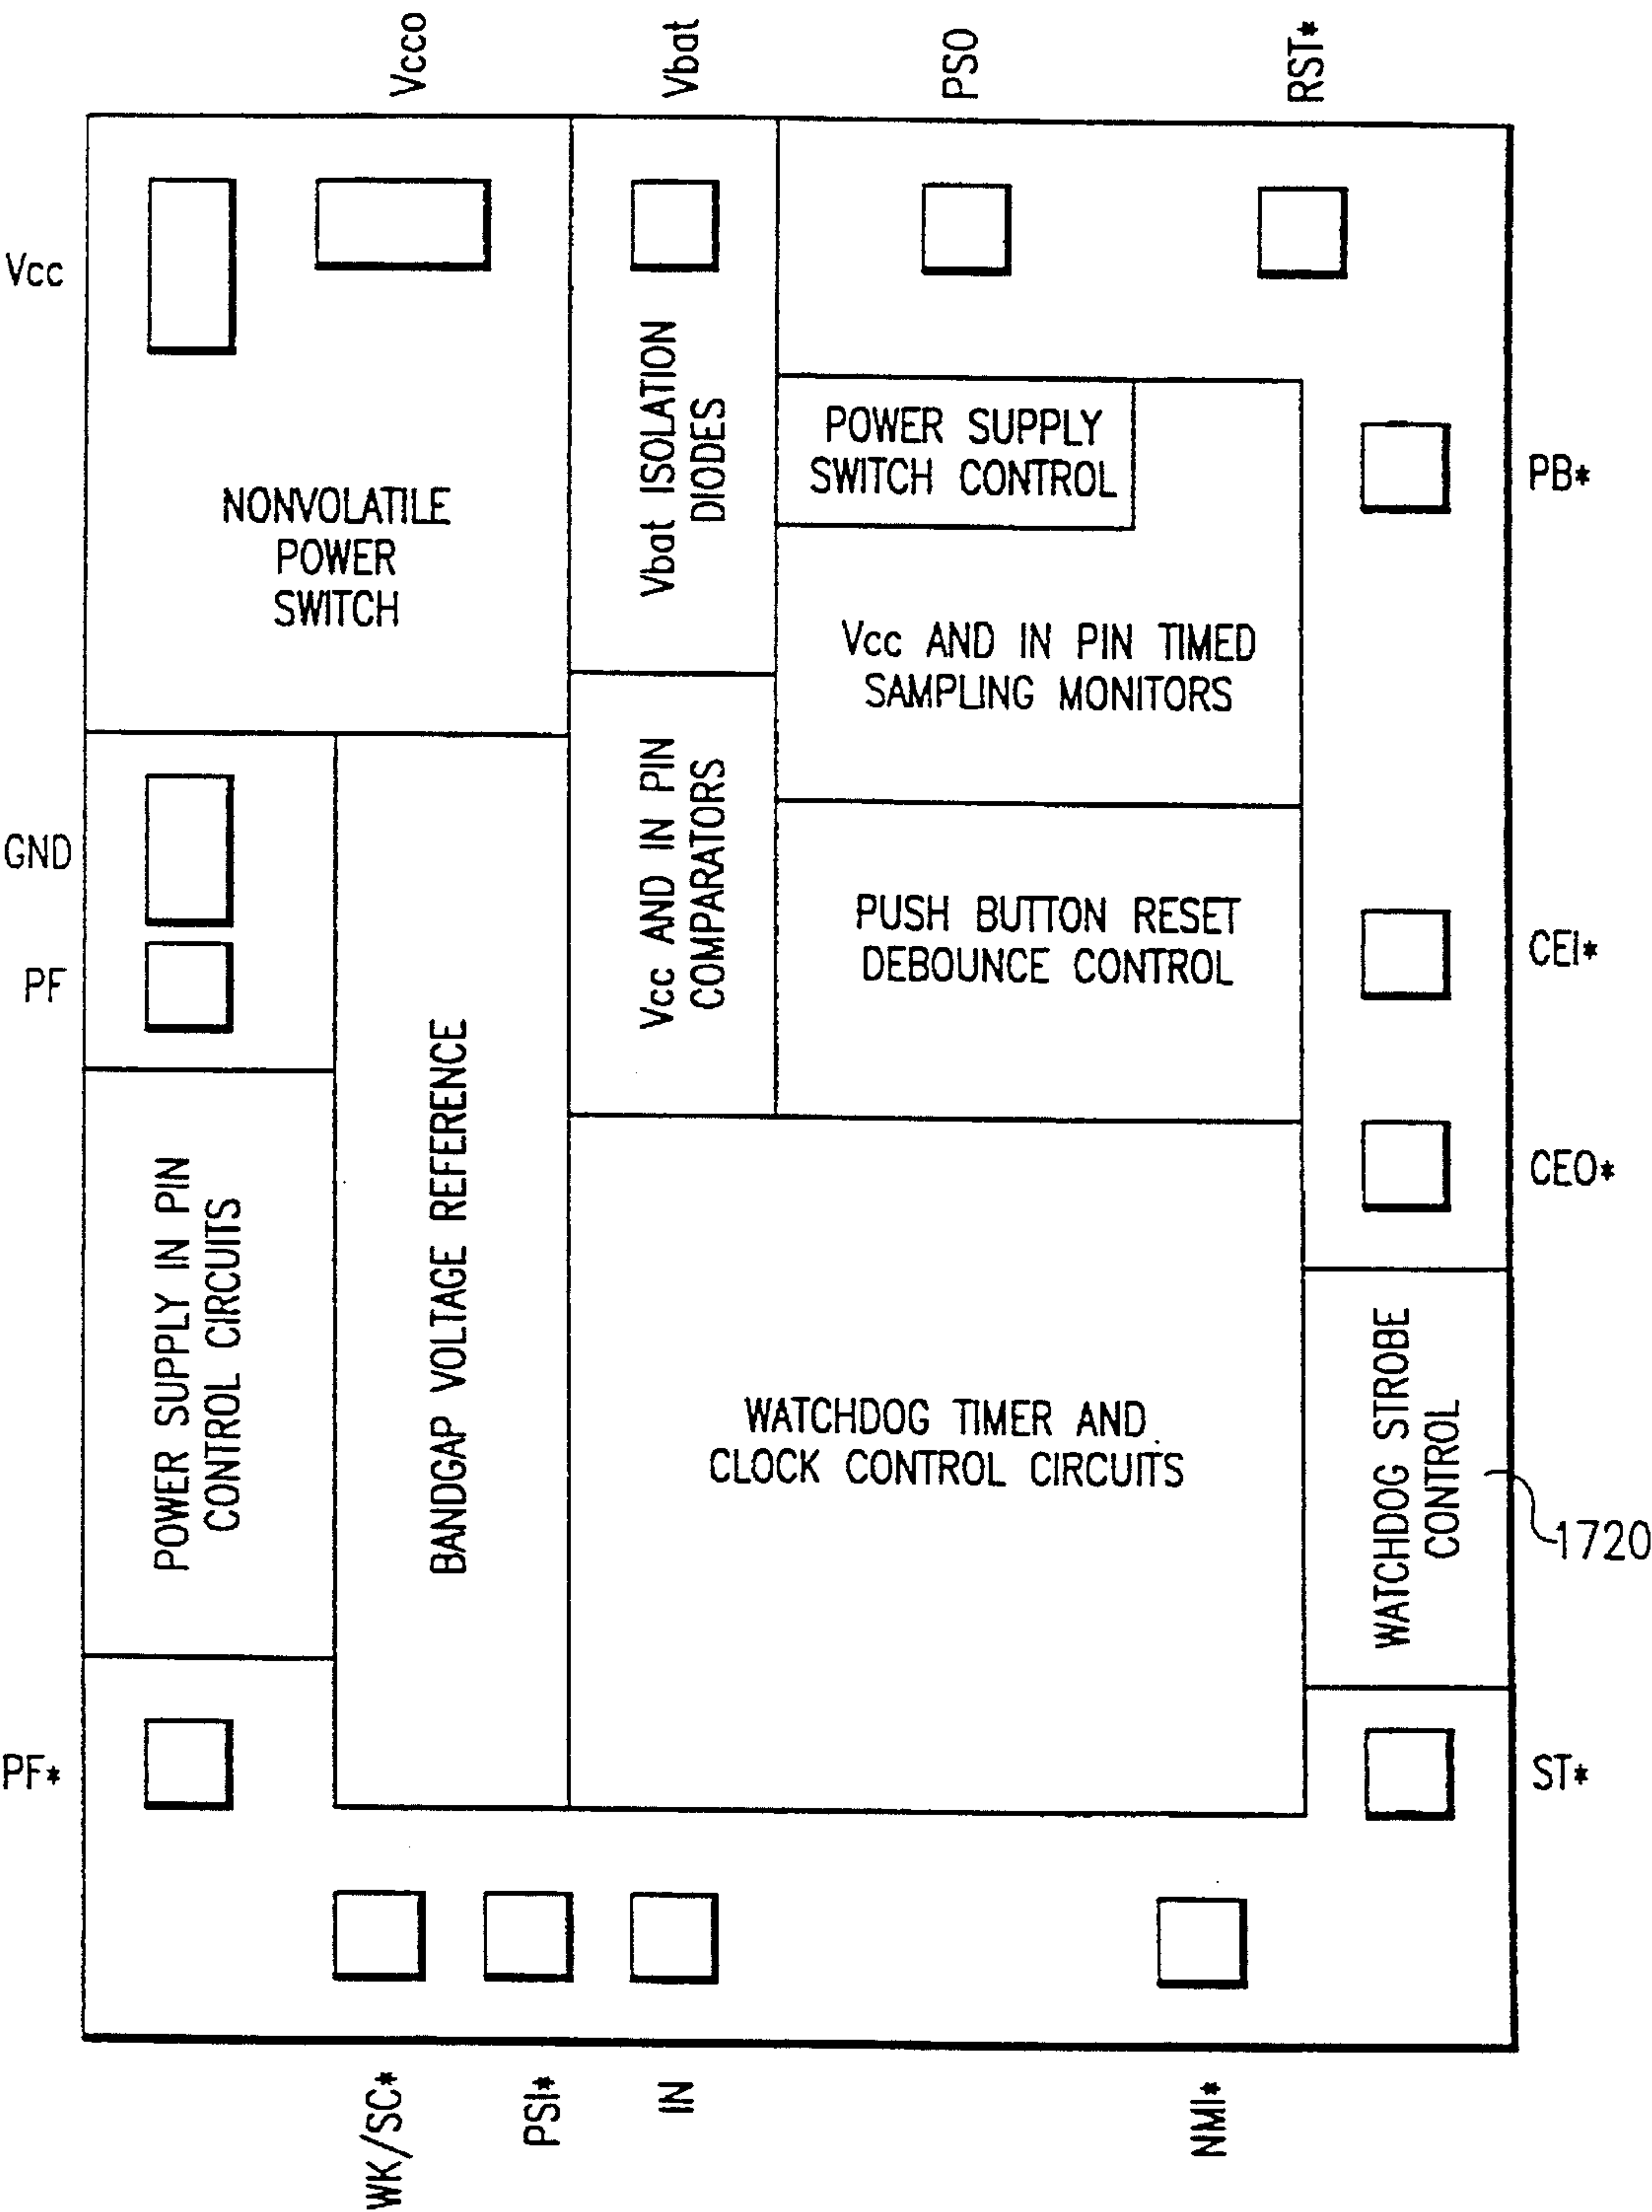 Vcco
Vbat
PSO
RST*
Vcc
GND
PF
PF*
NONVOLATILE
POWER
SWITCH
Vbat ISOLATION
DIODES
POWER SUPPLY
SWITCH CONTROL
Vcc AND IN PIN TIMED
SAMPLING MONITORS
Vcc AND IN PIN
COMPARATORS
PUSH BUTTON RESET
DEBOUNCE CONTROL
POWER SUPPLY IN PIN
CONTROL CIRCUITS
BANDGAP VOLTAGE REFERENCE
WATCHDOG TIMER AND
CLOCK CONTROL CIRCUITS
WATCHDOG STROBE
CONTROL
PB*
CEI*
CEO*
1720
ST*
WK/SC*
PSI*
IN
NMI*